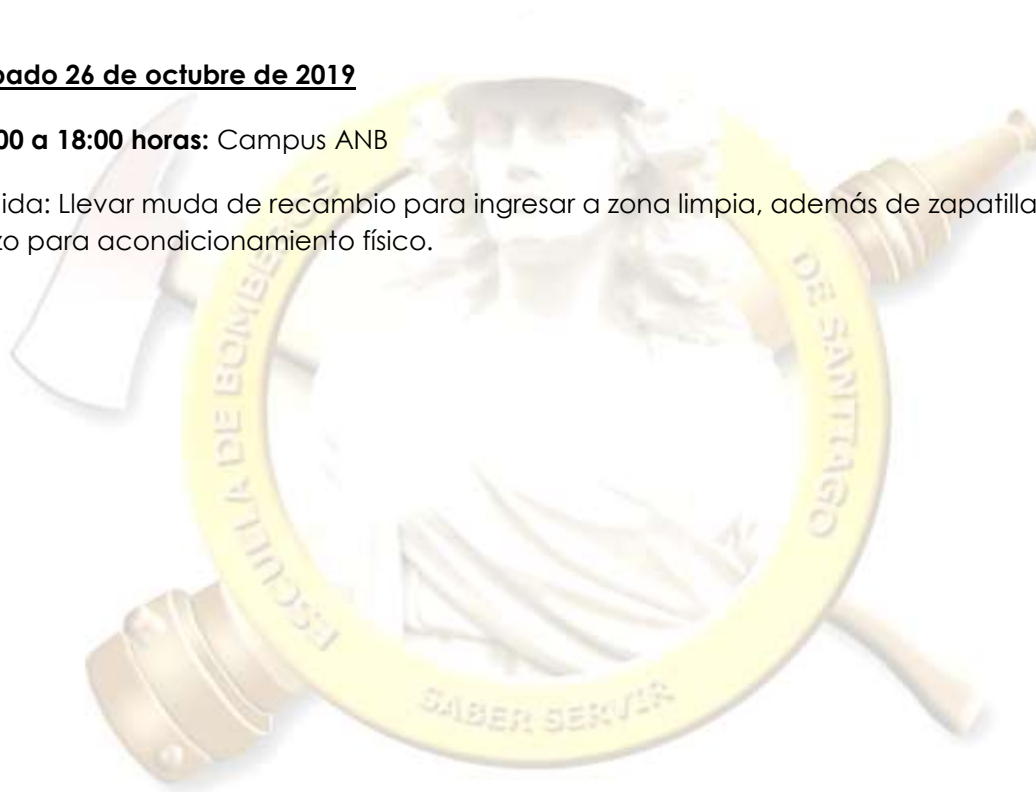 bado 26 de octubre de 2019
00 a 18:00 horas: Campus ANB
ida: Llevar muda de recambio para ingresar a zona limpia, además de zapatilla
zo para acondicionamiento físico.
ESCUELA DE BOMBEROS
DE SANTIAGO
SABER SERVIR